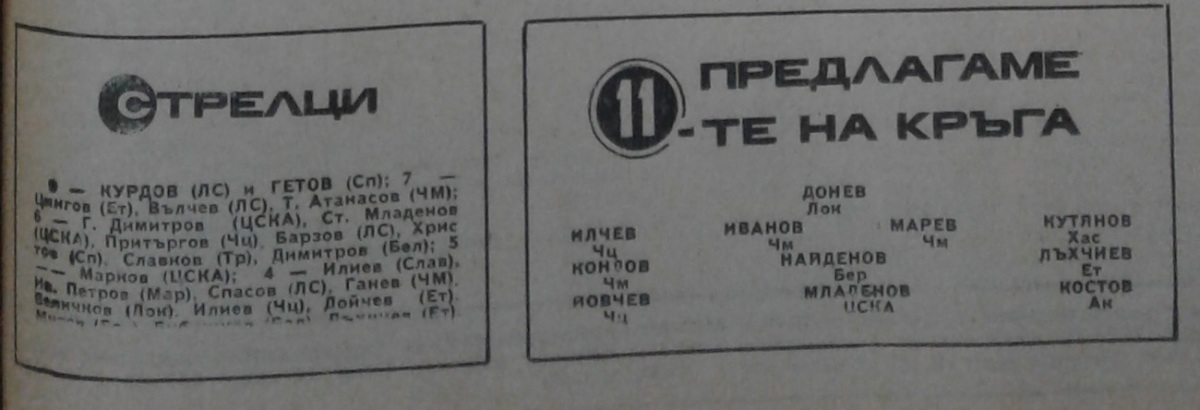 СТРЕЛЦИ
— КУРДОВ (ЛС) и ГЕТОВ (Сп); 7 —
(Ет), Вълчев (ЛС), Т. Атанасов (ЧМ);
6 — Г. Димитров (ЦСКА), Ст. Младенов
(ЦСКА), Притъргов (Чц). Барзов (ЛС), Хрис
тов (Сп). Славков (Тр), Димитров (Бел); 5
— Марков (ЦСКА); 4 — Илиев (Слав),
Ив. Петров (Мар), Спасов (ЛС), Ганев (ЧМ).
Величков (Лок). Илиев (Чц), Дойчев (Ет).
ПРЕДЛАГАМЕ
11-ТЕ НА КРЪГА
ДОНЕВ
Лок
ИЛЧЕВ ИВАНОВ МАРЕВ КУТЯНОВ
Чц Чм Чм Хас
НАЙДЕНОВ ЛЪХЧИЕВ
Чм Бер Ет
ЙОВЧЕВ МЛАДЕНОВ КОСТОВ
Чц ЦСКА Ак